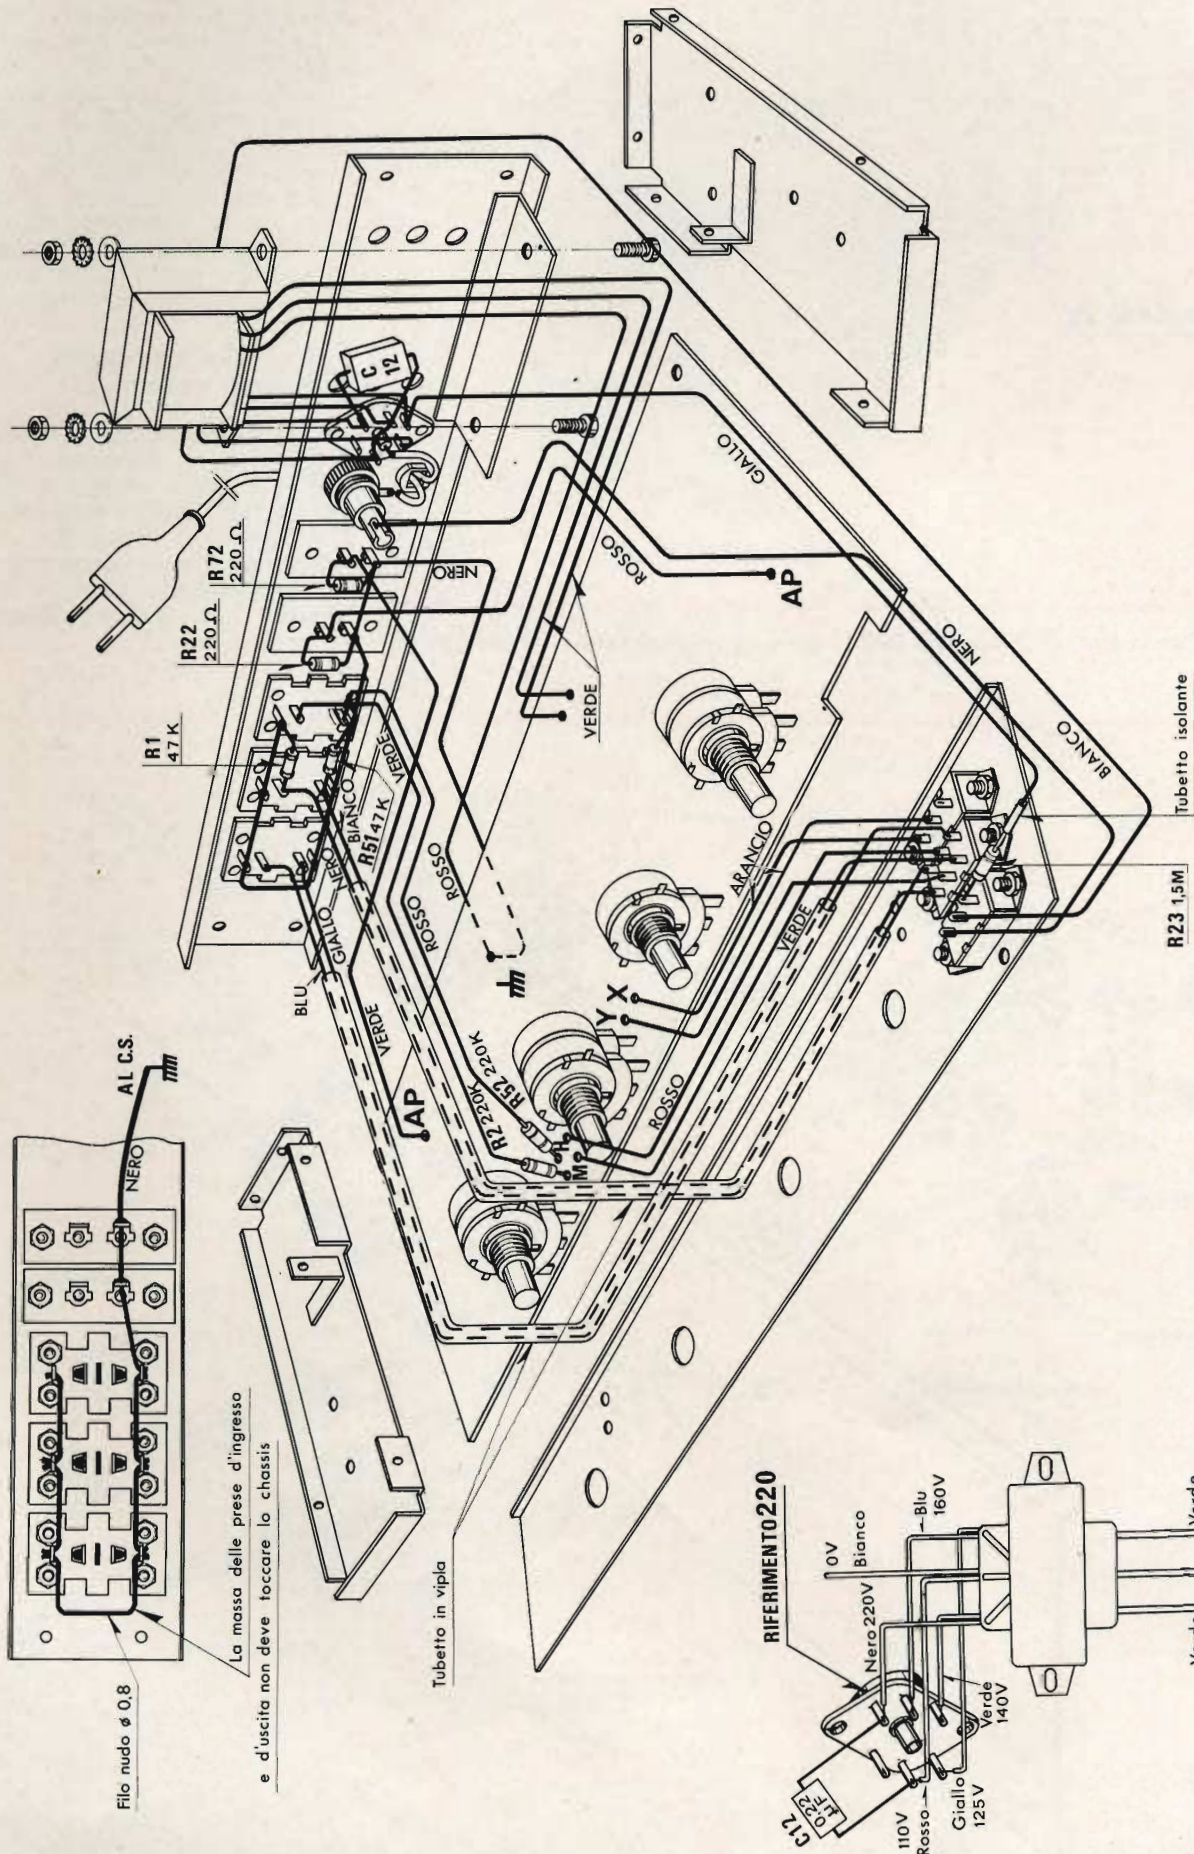 Filo nudo ø 0,8
La massa delle prese d'ingresso
e d'uscita non deve toccare lo chassis
NERO
AL C.S.
R1
47 K
R22
220 Ω
R72
220 Ω
C
12
NERO
BLU
GIALLO
NERO
BIANCO
R51 47 K
VERDE
VERDE
ROSSO
ROSSO
AP
R2 220K
R52 220K
H
M
Y
X
ROSSO
VERDE
ARANCIO
VERDE
ROSSO
AP
GIALLO
NERO
BIANCO
Tubetto isolante
R23 1,5M
Tubetto in vipla
RIFERIMENTO 220
C12
0,22
µF
110V
Rosso
Giallo
125V
Verde
140V
Nero 220V
0V
Bianco
Blu
160V
Verde